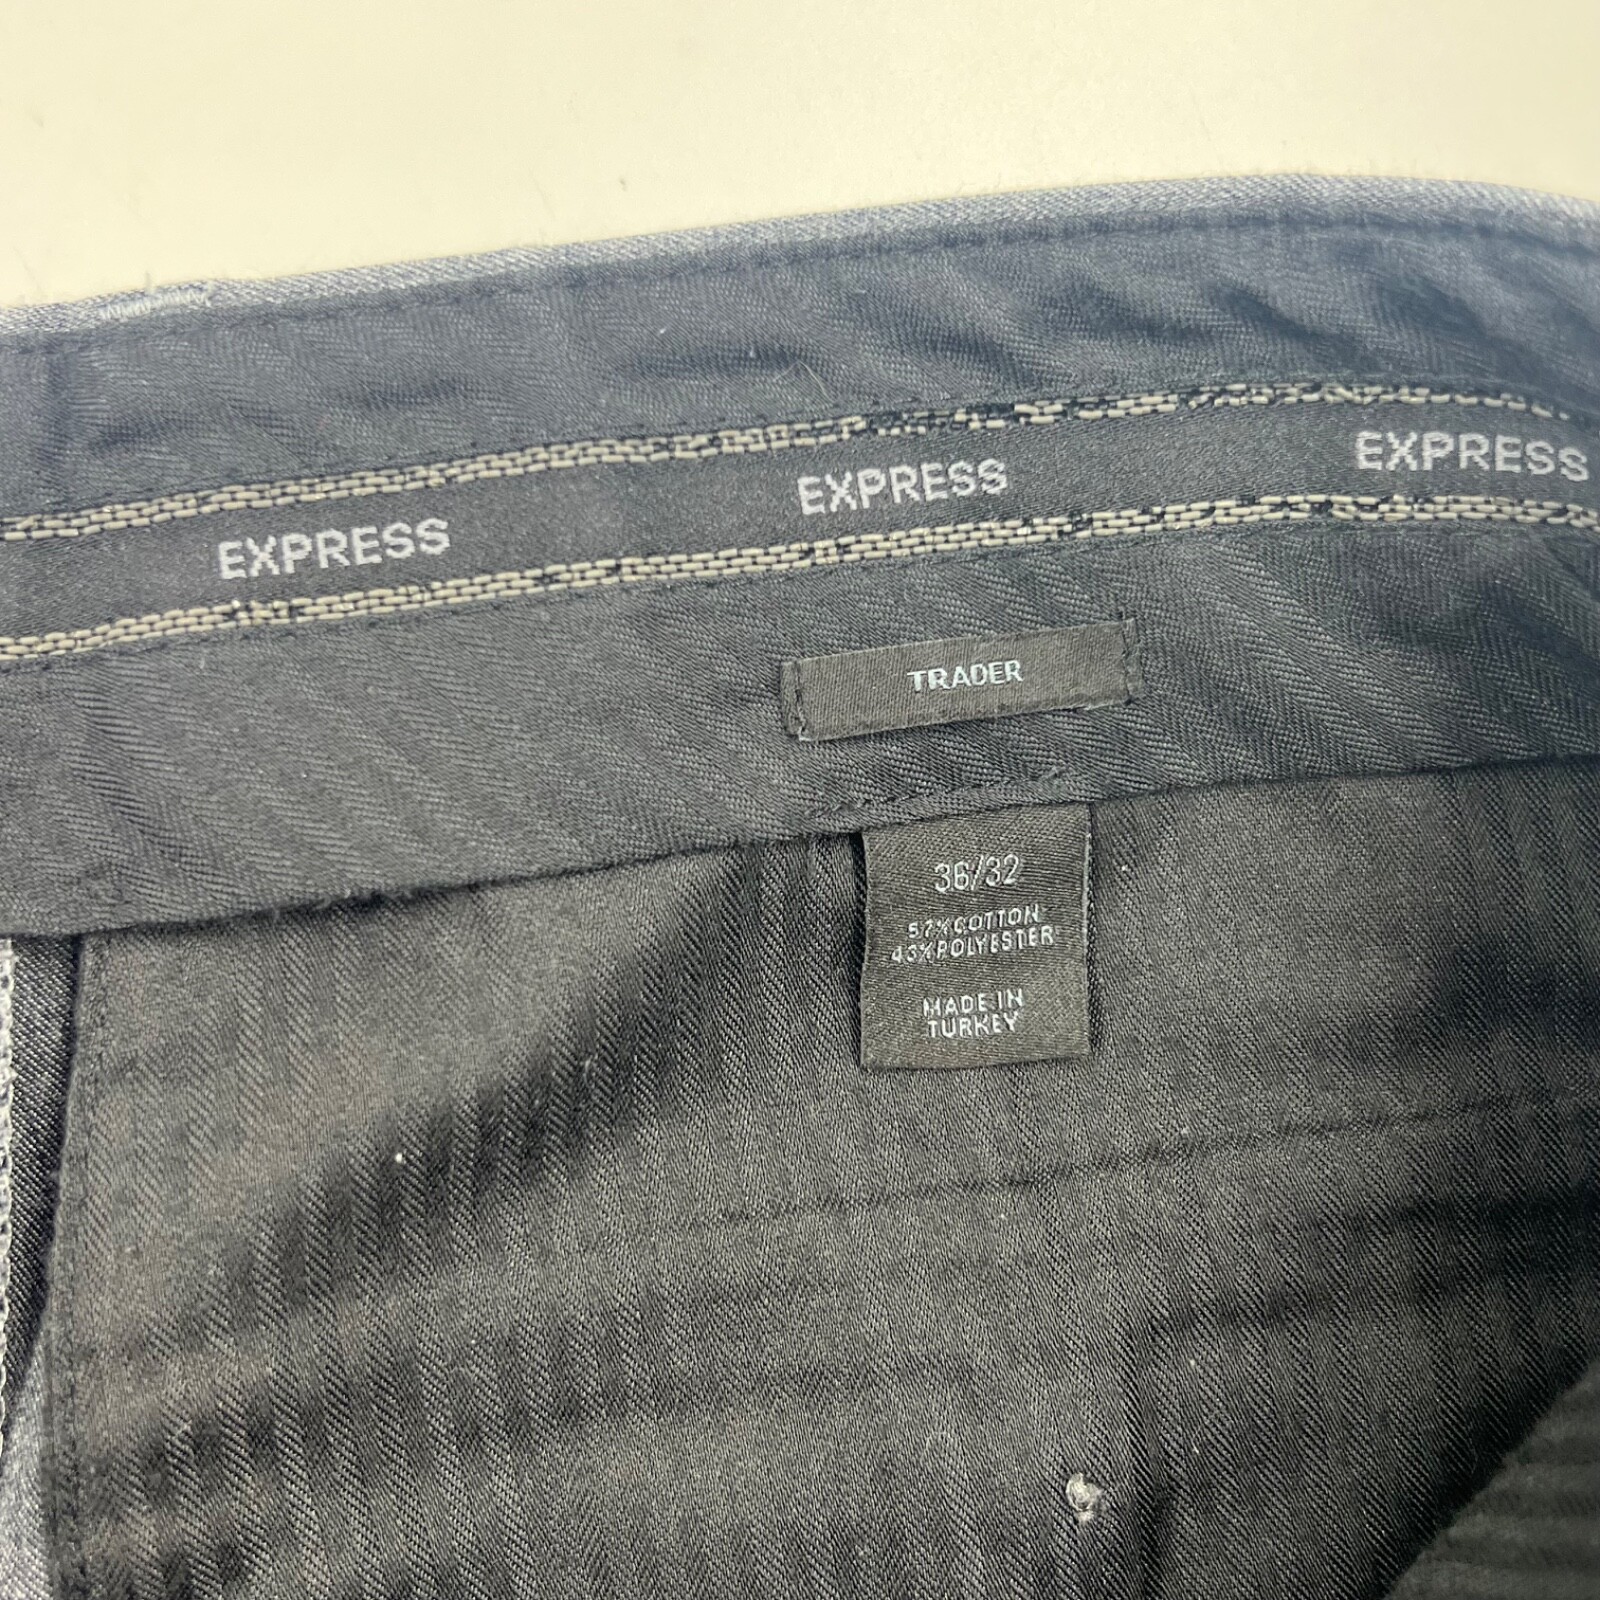 EXPRESS EXPRESS EXPRESS
TRADER
36/32
57%COTTON
43%POLYESTER
MADE IN
TURKEY